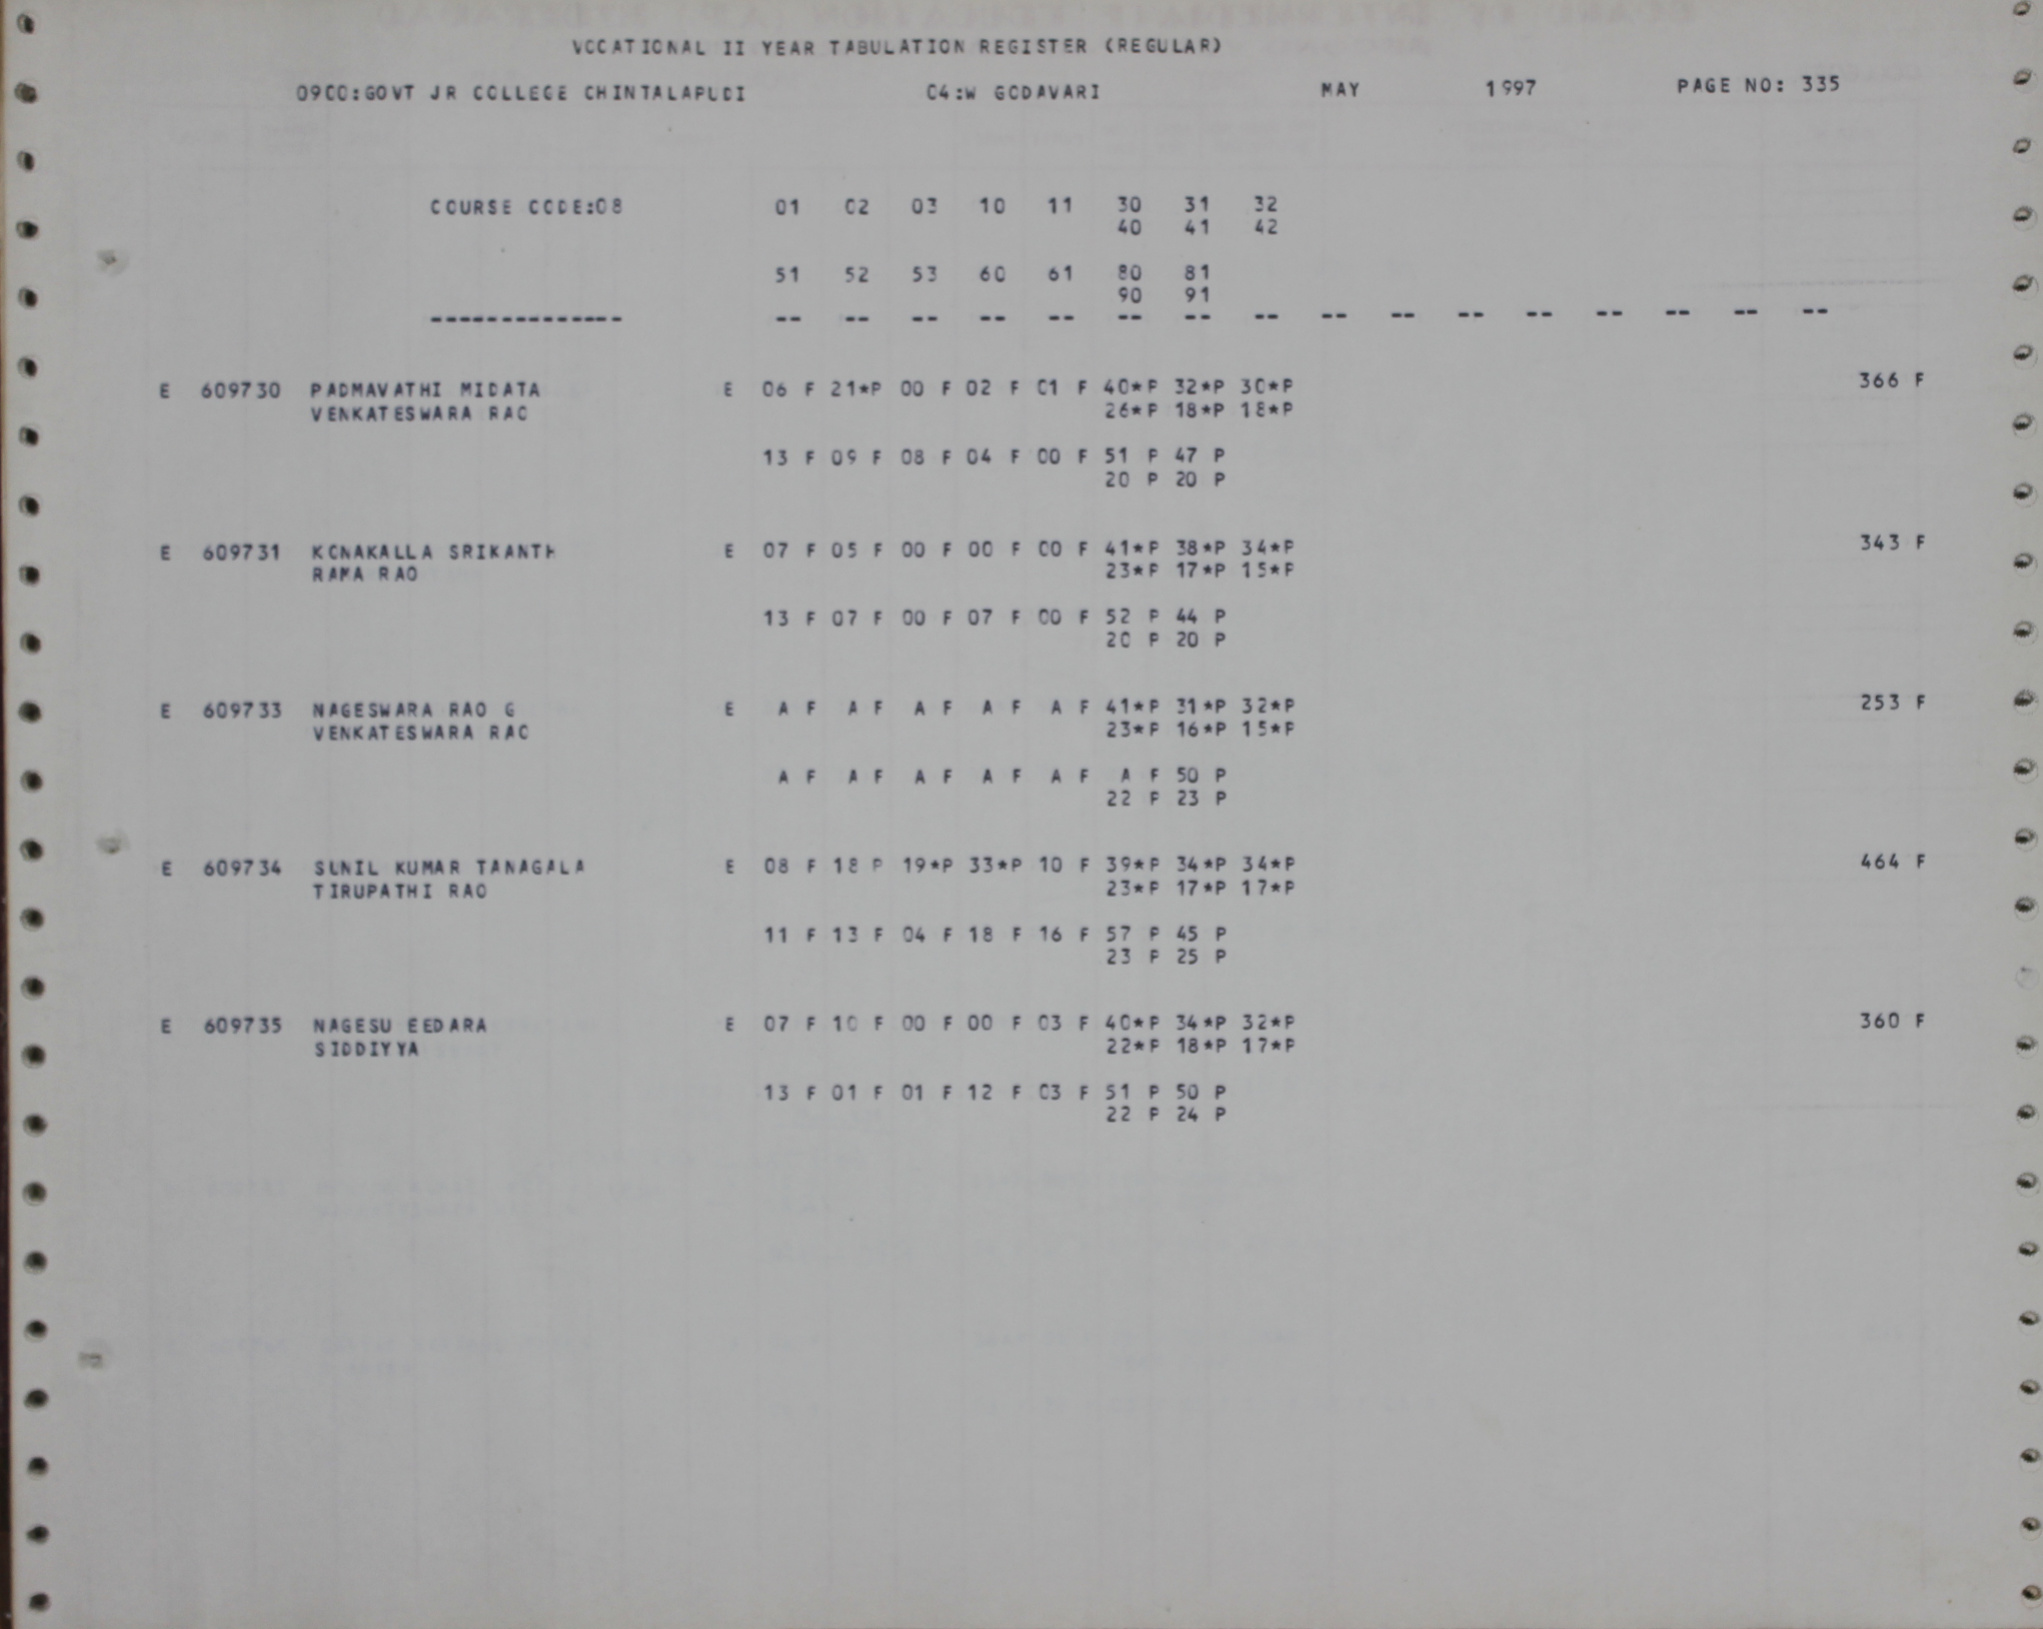 VOCATIONAL II YEAR TABULATION REGISTER (REGULAR)
0900:GOVT JR COLLEGE CHINTALAPUDI 04:W GODAVARI MAY 1997 PAGE NO: 335
COURSE CODE:08 01 02 03 10 11 30 31 32
40 41 42
51 52 53 60 61 80 81
90 91
-------------- -- -- -- -- -- -- -- -- -- -- -- -- -- -- -- --
E 609730 PADMAVATHI MIDATA E 06 F 21*P 00 F 02 F 01 F 40*P 32*P 30*P 366 F
VENKATESWARA RAO 26*P 18*P 18*P
13 F 09 F 08 F 04 F 00 F 51 P 47 P
20 P 20 P
E 609731 KONAKALLA SRIKANTH E 07 F 05 F 00 F 00 F 00 F 41*P 38*P 34*P 343 F
RAMA RAO 23*P 17*P 15*P
13 F 07 F 00 F 07 F 00 F 52 P 44 P
20 P 20 P
E 609733 NAGESWARA RAO G E A F A F A F A F A F 41*P 31*P 32*P 253 F
VENKATESWARA RAO 23*P 16*P 15*P
A F A F A F A F A F A F 50 P
22 P 23 P
E 609734 SUNIL KUMAR TANAGALA E 08 F 18 P 19*P 33*P 10 F 39*P 34*P 34*P 464 F
TIRUPATHI RAO 23*P 17*P 17*P
11 F 13 F 04 F 18 F 16 F 57 P 45 P
23 P 25 P
E 609735 NAGESU EEDARA E 07 F 10 F 00 F 00 F 03 F 40*P 34*P 32*P 360 F
SIDDIYYA 22*P 18*P 17*P
13 F 01 F 01 F 12 F 03 F 51 P 50 P
22 P 24 P